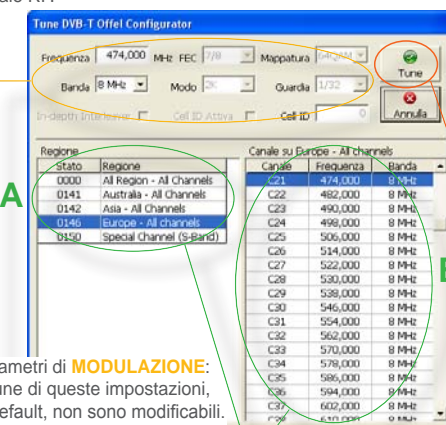 Tune DVB-T Offel Configurator
Frequenza 474,000 MHz FEC 7/8 Mappatura 64QAM
Tune
Banda 8 MHz Modo 2K Guardia 1/32
Annulla
In-depth Interleaver Cell ID Attiva Cell ID 0
Regione
Stato Regione
0000 All Region - All Channels
0141 Australia - All Channels
0142 Asia - All Channels
0146 Europe - All channels
0150 Special Channel (S-Band)
A
Canale su Europe - All channels
Canale Frequenza Banda
C21 474,000 8 MHz
C22 482,000 8 MHz
C23 490,000 8 MHz
C24 498,000 8 MHz
C25 506,000 8 MHz
C26 514,000 8 MHz
C27 522,000 8 MHz
C28 530,000 8 MHz
C29 538,000 8 MHz
C30 546,000 8 MHz
C31 554,000 8 MHz
C32 562,000 8 MHz
C33 570,000 8 MHz
C34 578,000 8 MHz
C35 586,000 8 MHz
C36 594,000 8 MHz
C37 602,000 8 MHz
C38 610,000 8 MHz
ametri di MODULAZIONE:
une di queste impostazioni,
efault, non sono modificabili.